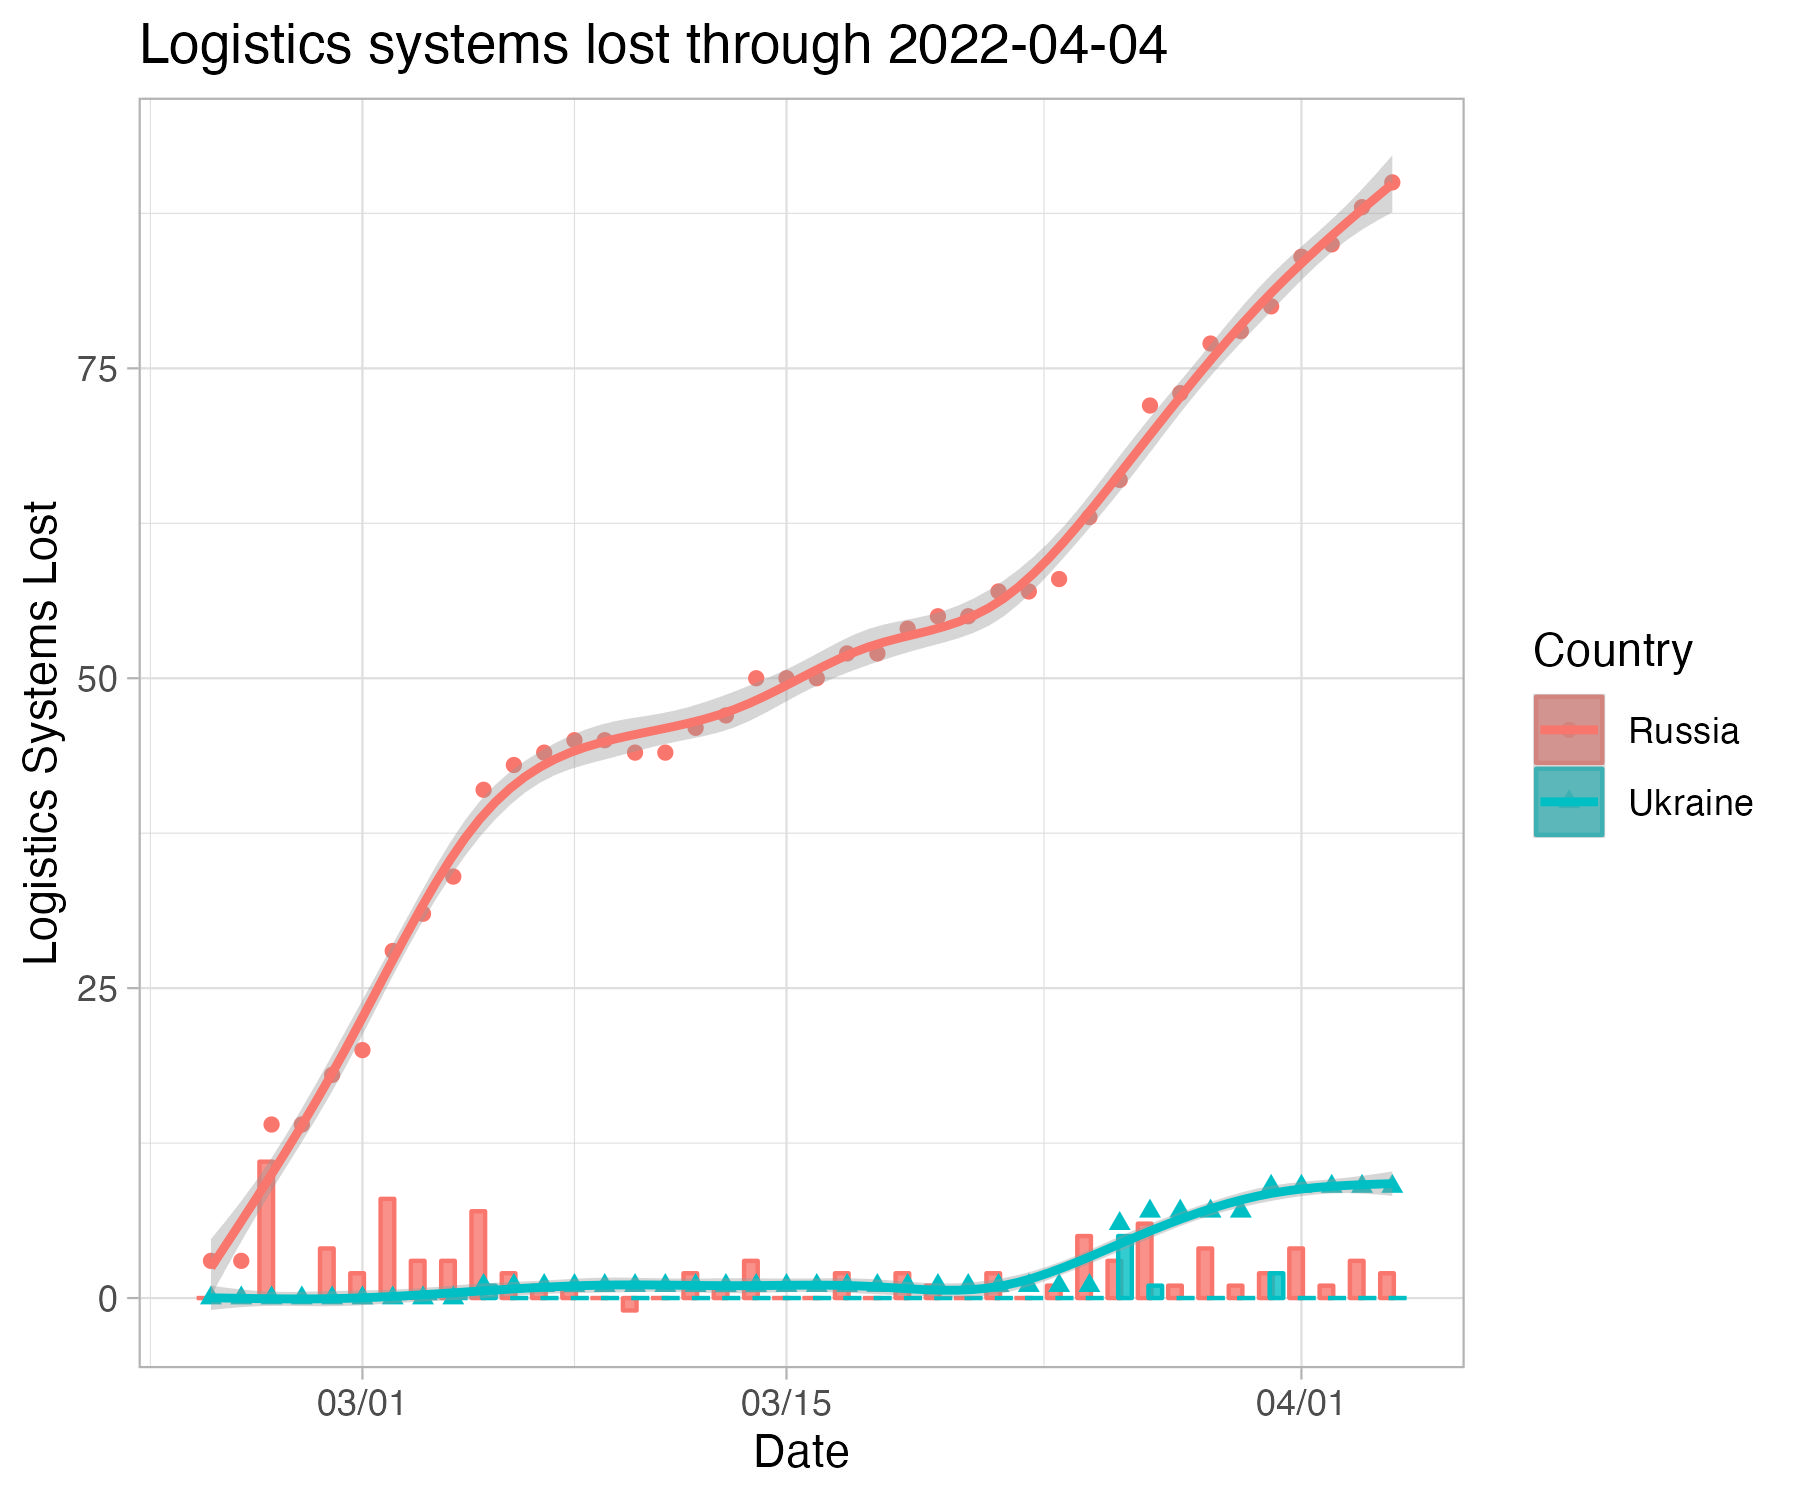 Logistics systems lost through 2022-04-04
Logistics Systems Lost
75
50
25
0
03/01 03/15 04/01
Date
Country
Russia
Ukraine